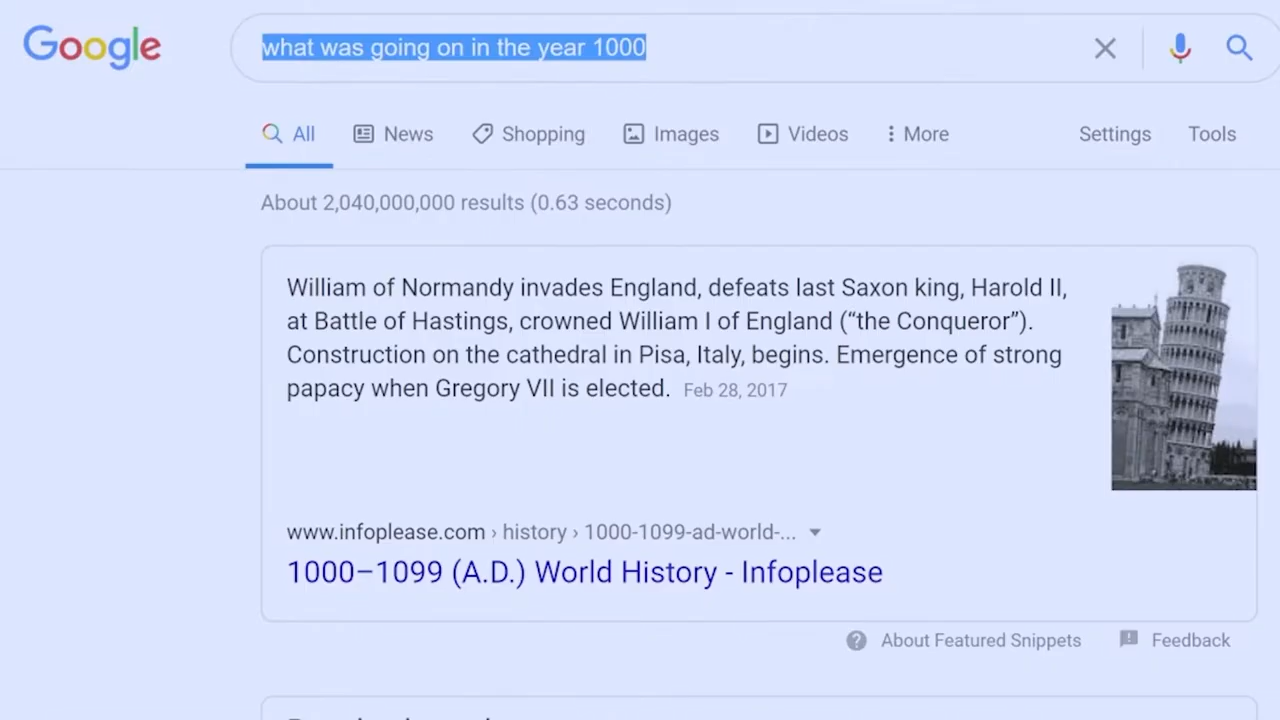 Google
what was going on in the year 1000
All News Shopping Images Videos More Settings Tools
About 2,040,000,000 results (0.63 seconds)
William of Normandy invades England, defeats last Saxon king, Harold II,
at Battle of Hastings, crowned William I of England (“the Conqueror”).
Construction on the cathedral in Pisa, Italy, begins. Emergence of strong
papacy when Gregory VII is elected. Feb 28, 2017
www.infoplease.com › history › 1000-1099-ad-world-...
1000–1099 (A.D.) World History - Infoplease
About Featured Snippets Feedback